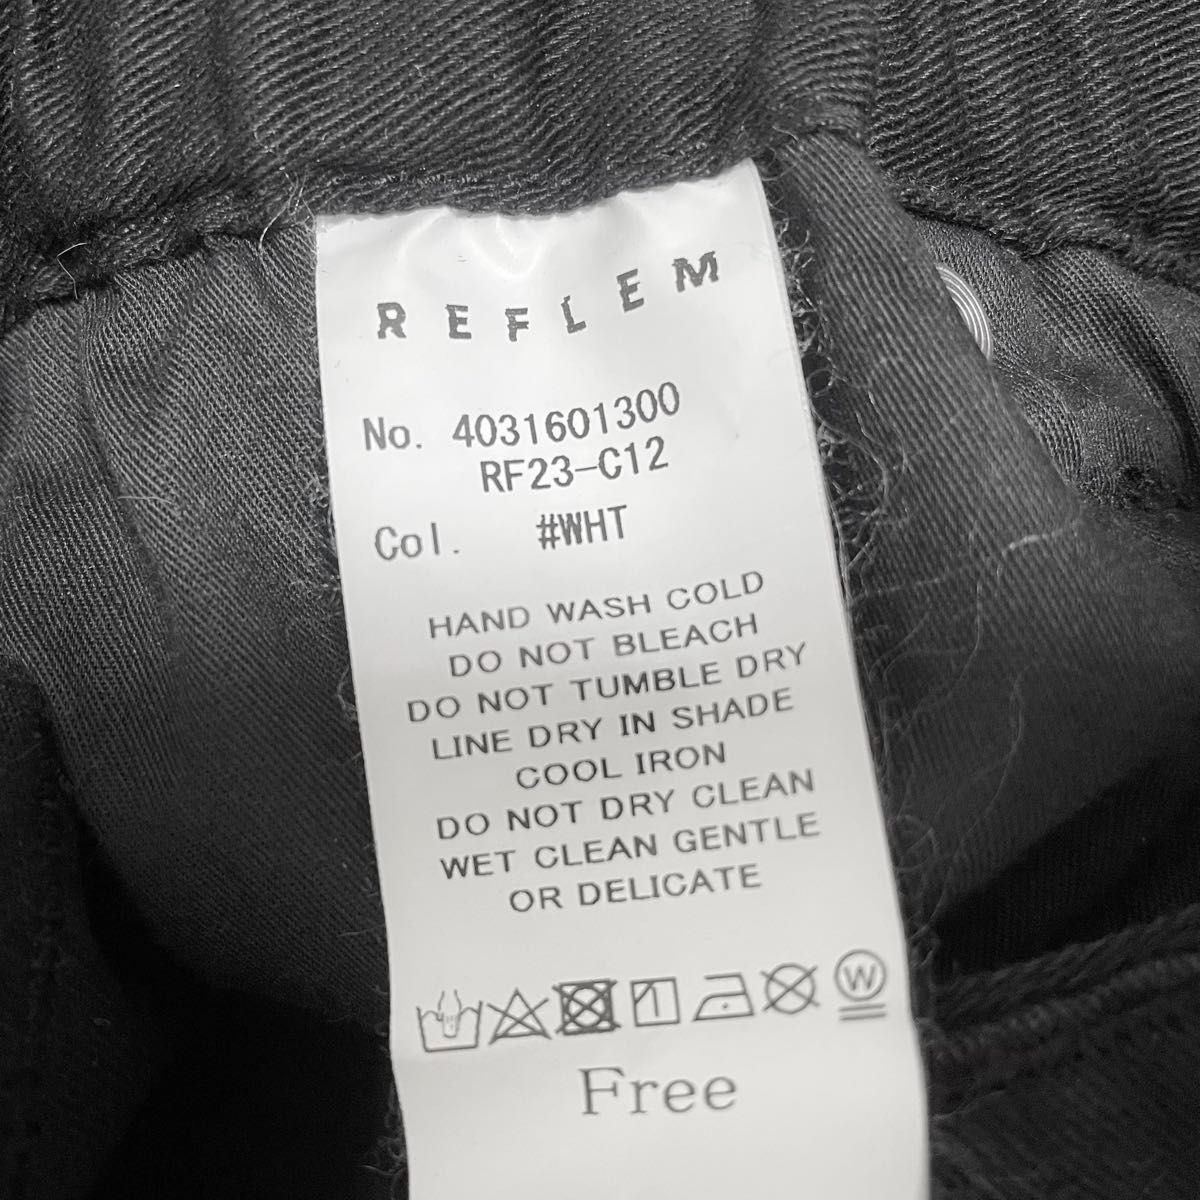 REFLEM
No. 4031601300
RF23-C12
Col. #WHT
HAND WASH COLD
DO NOT BLEACH
DO NOT TUMBLE DRY
LINE DRY IN SHADE
COOL IRON
DO NOT DRY CLEAN
WET CLEAN GENTLE
OR DELICATE
W
Free